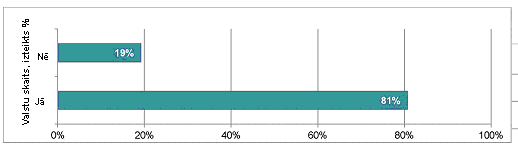 Valstu skaits, izteikts %
Nē
19%
Jā
81%
0%
20%
40%
60%
80%
100%